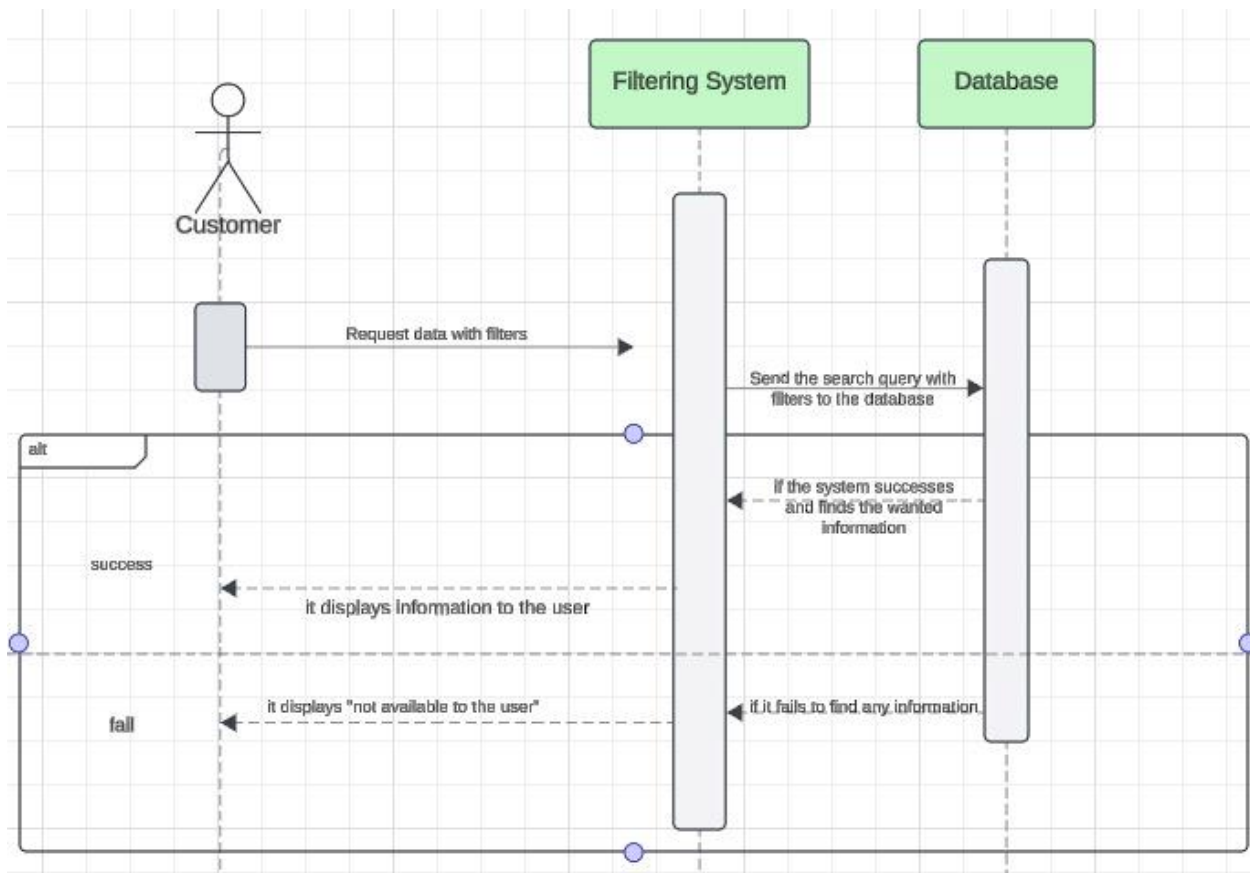 Filtering System
Database
Customer
Request data with filters
Send the search query with
filters to the database
alt
if the system successes
and finds the wanted
information
success
it displays information to the user
it displays "not available to the user"
if it fails to find any information
fail